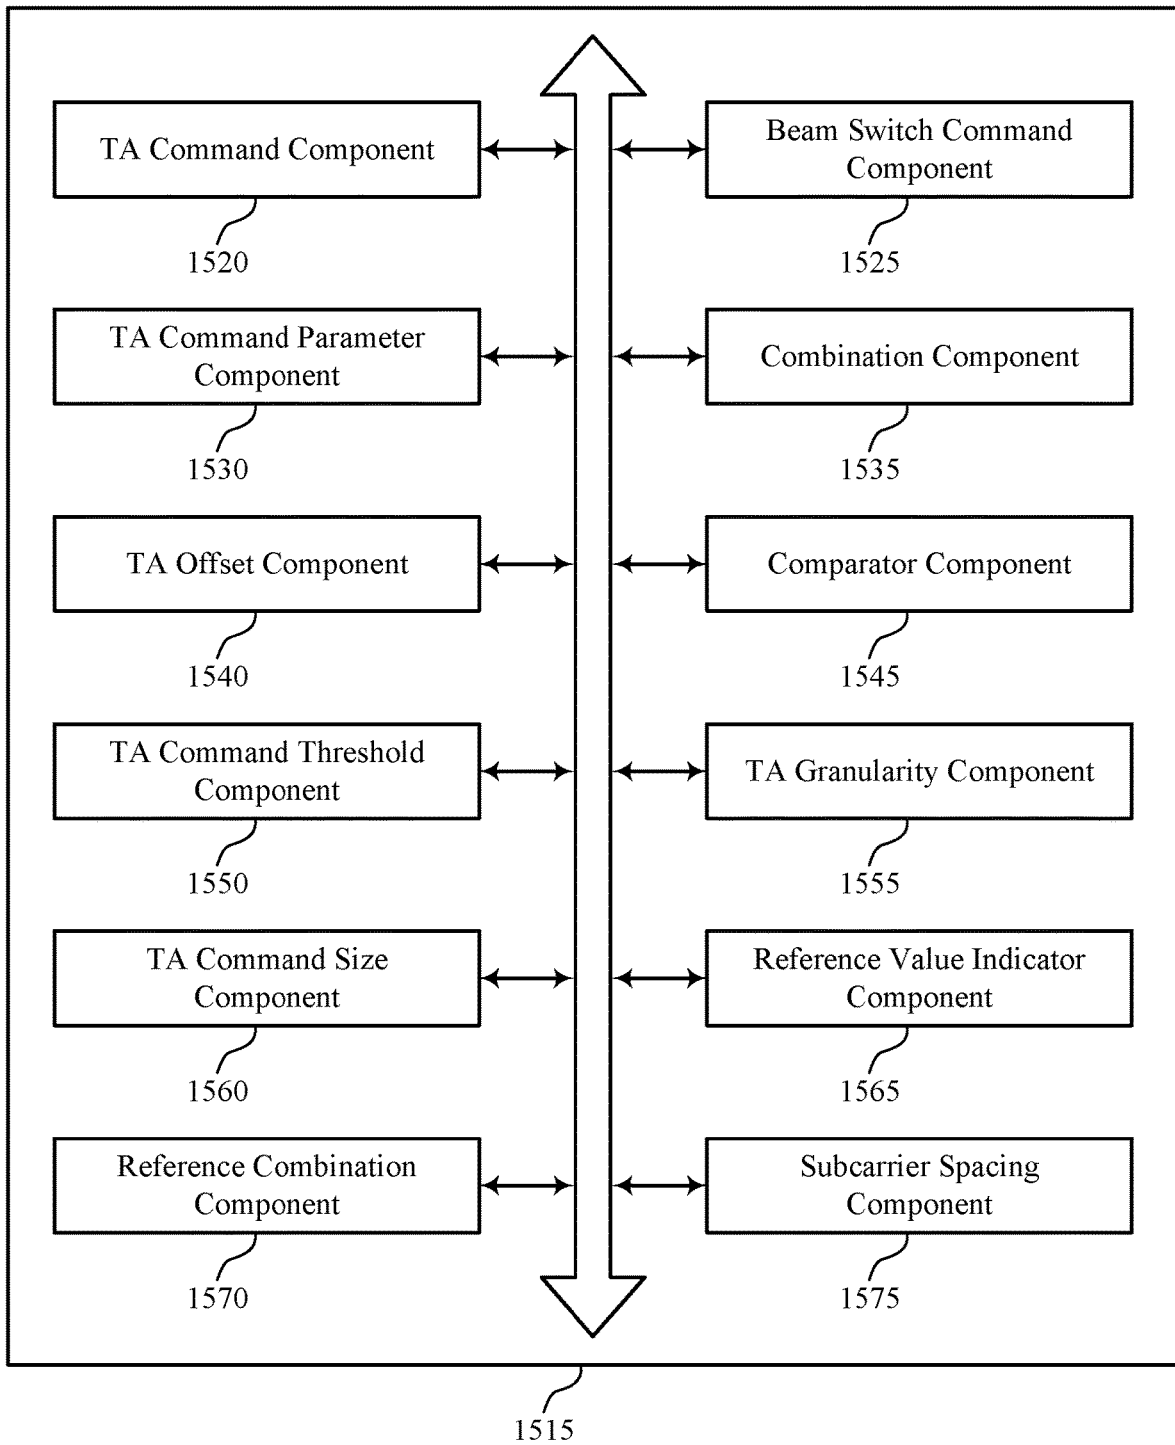 TA Command Component
1520
Beam Switch Command
Component
1525
TA Command Parameter
Component
1530
Combination Component
1535
TA Offset Component
1540
Comparator Component
1545
TA Command Threshold
Component
1550
TA Granularity Component
1555
TA Command Size
Component
1560
Reference Value Indicator
Component
1565
Reference Combination
Component
1570
Subcarrier Spacing
Component
1575
1515